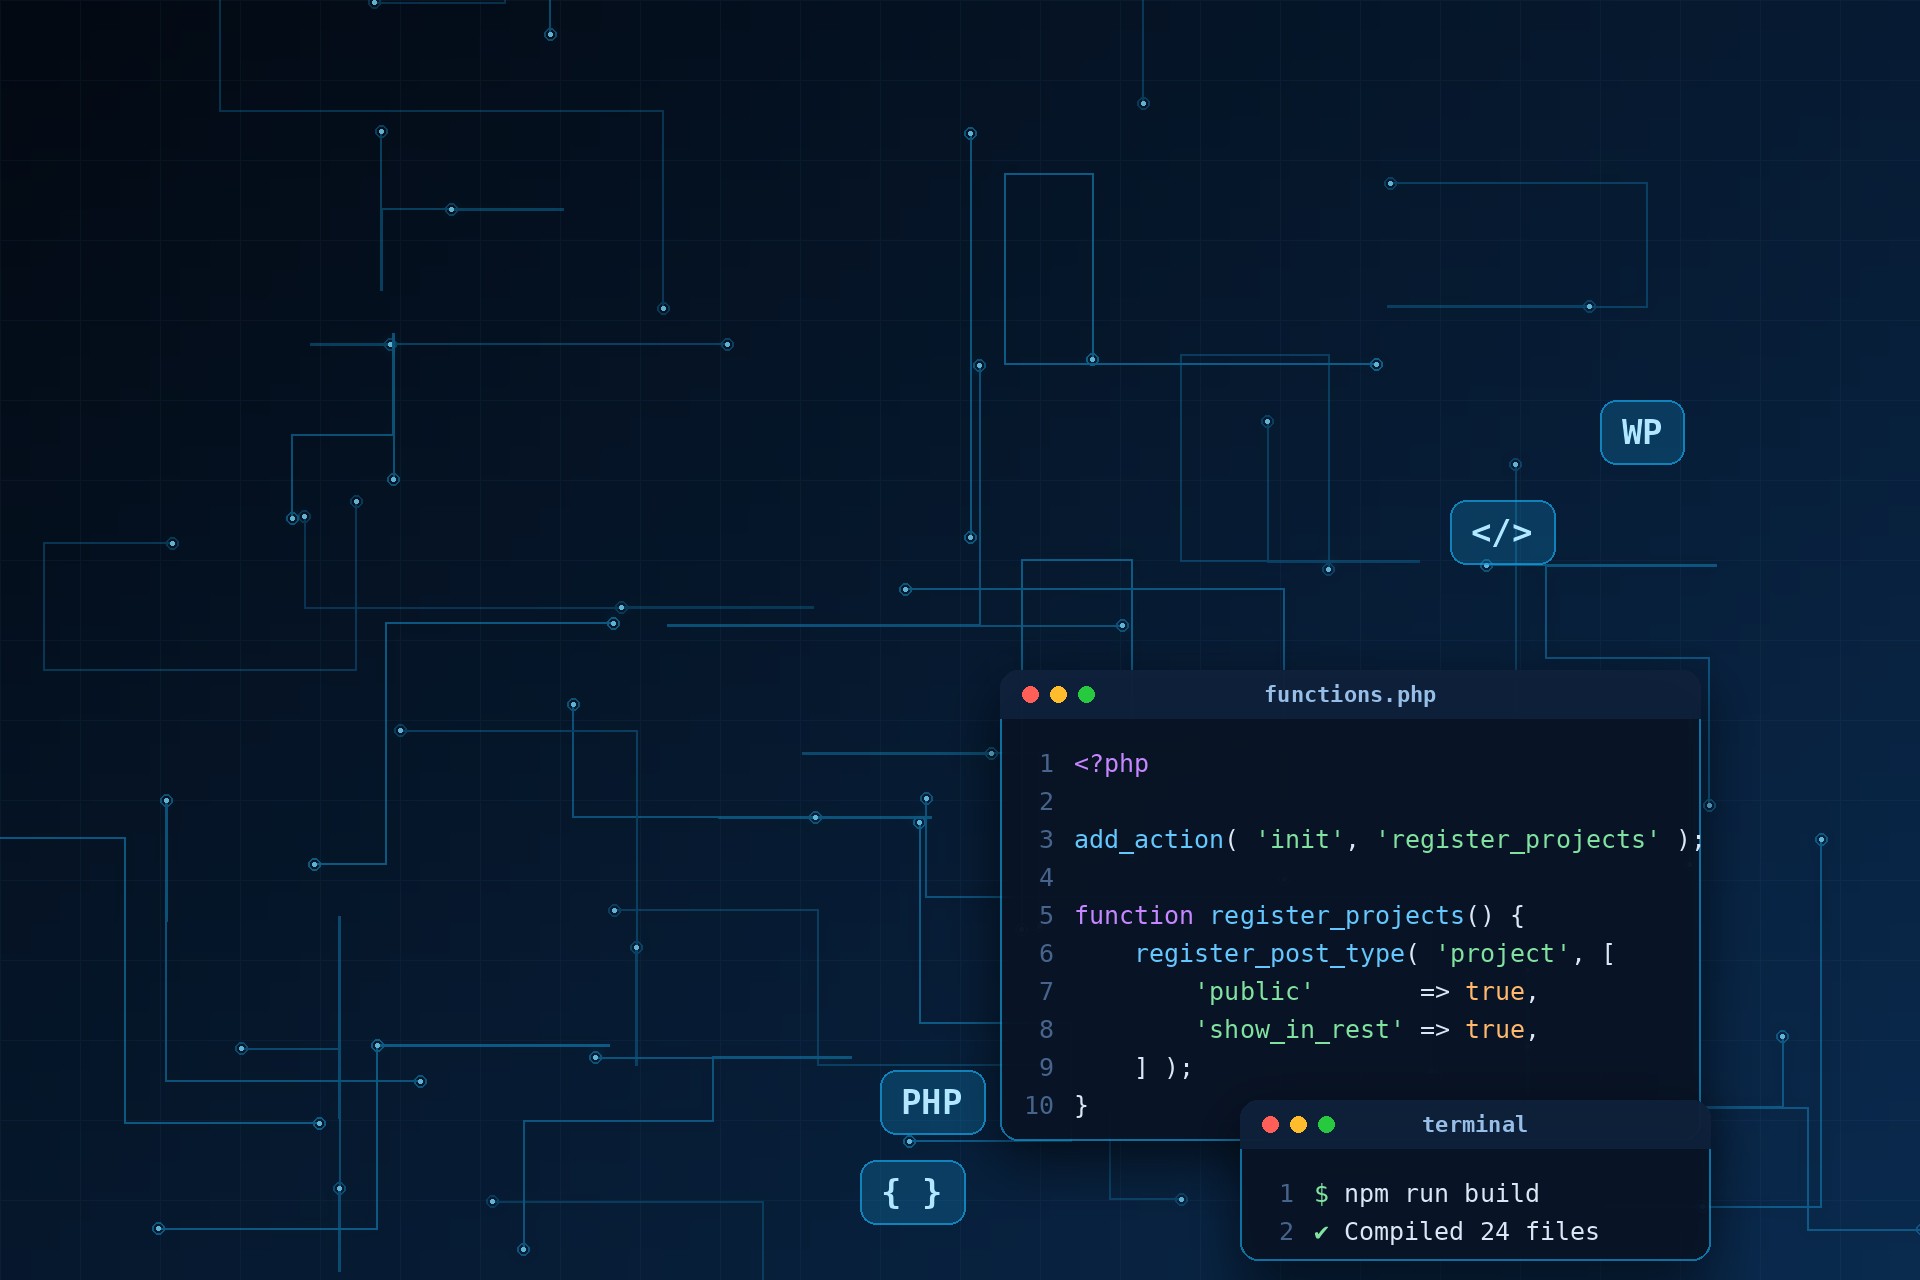 WP
</>
functions.php
1 <?php
2
3 add_action( 'init', 'register_projects' );
4
5 function register_projects() {
6     register_post_type( 'project', [
7         'public'       => true,
8         'show_in_rest' => true,
9     ] );
10 }
PHP
{ }
terminal
1 $ npm run build
2 ✔ Compiled 24 files